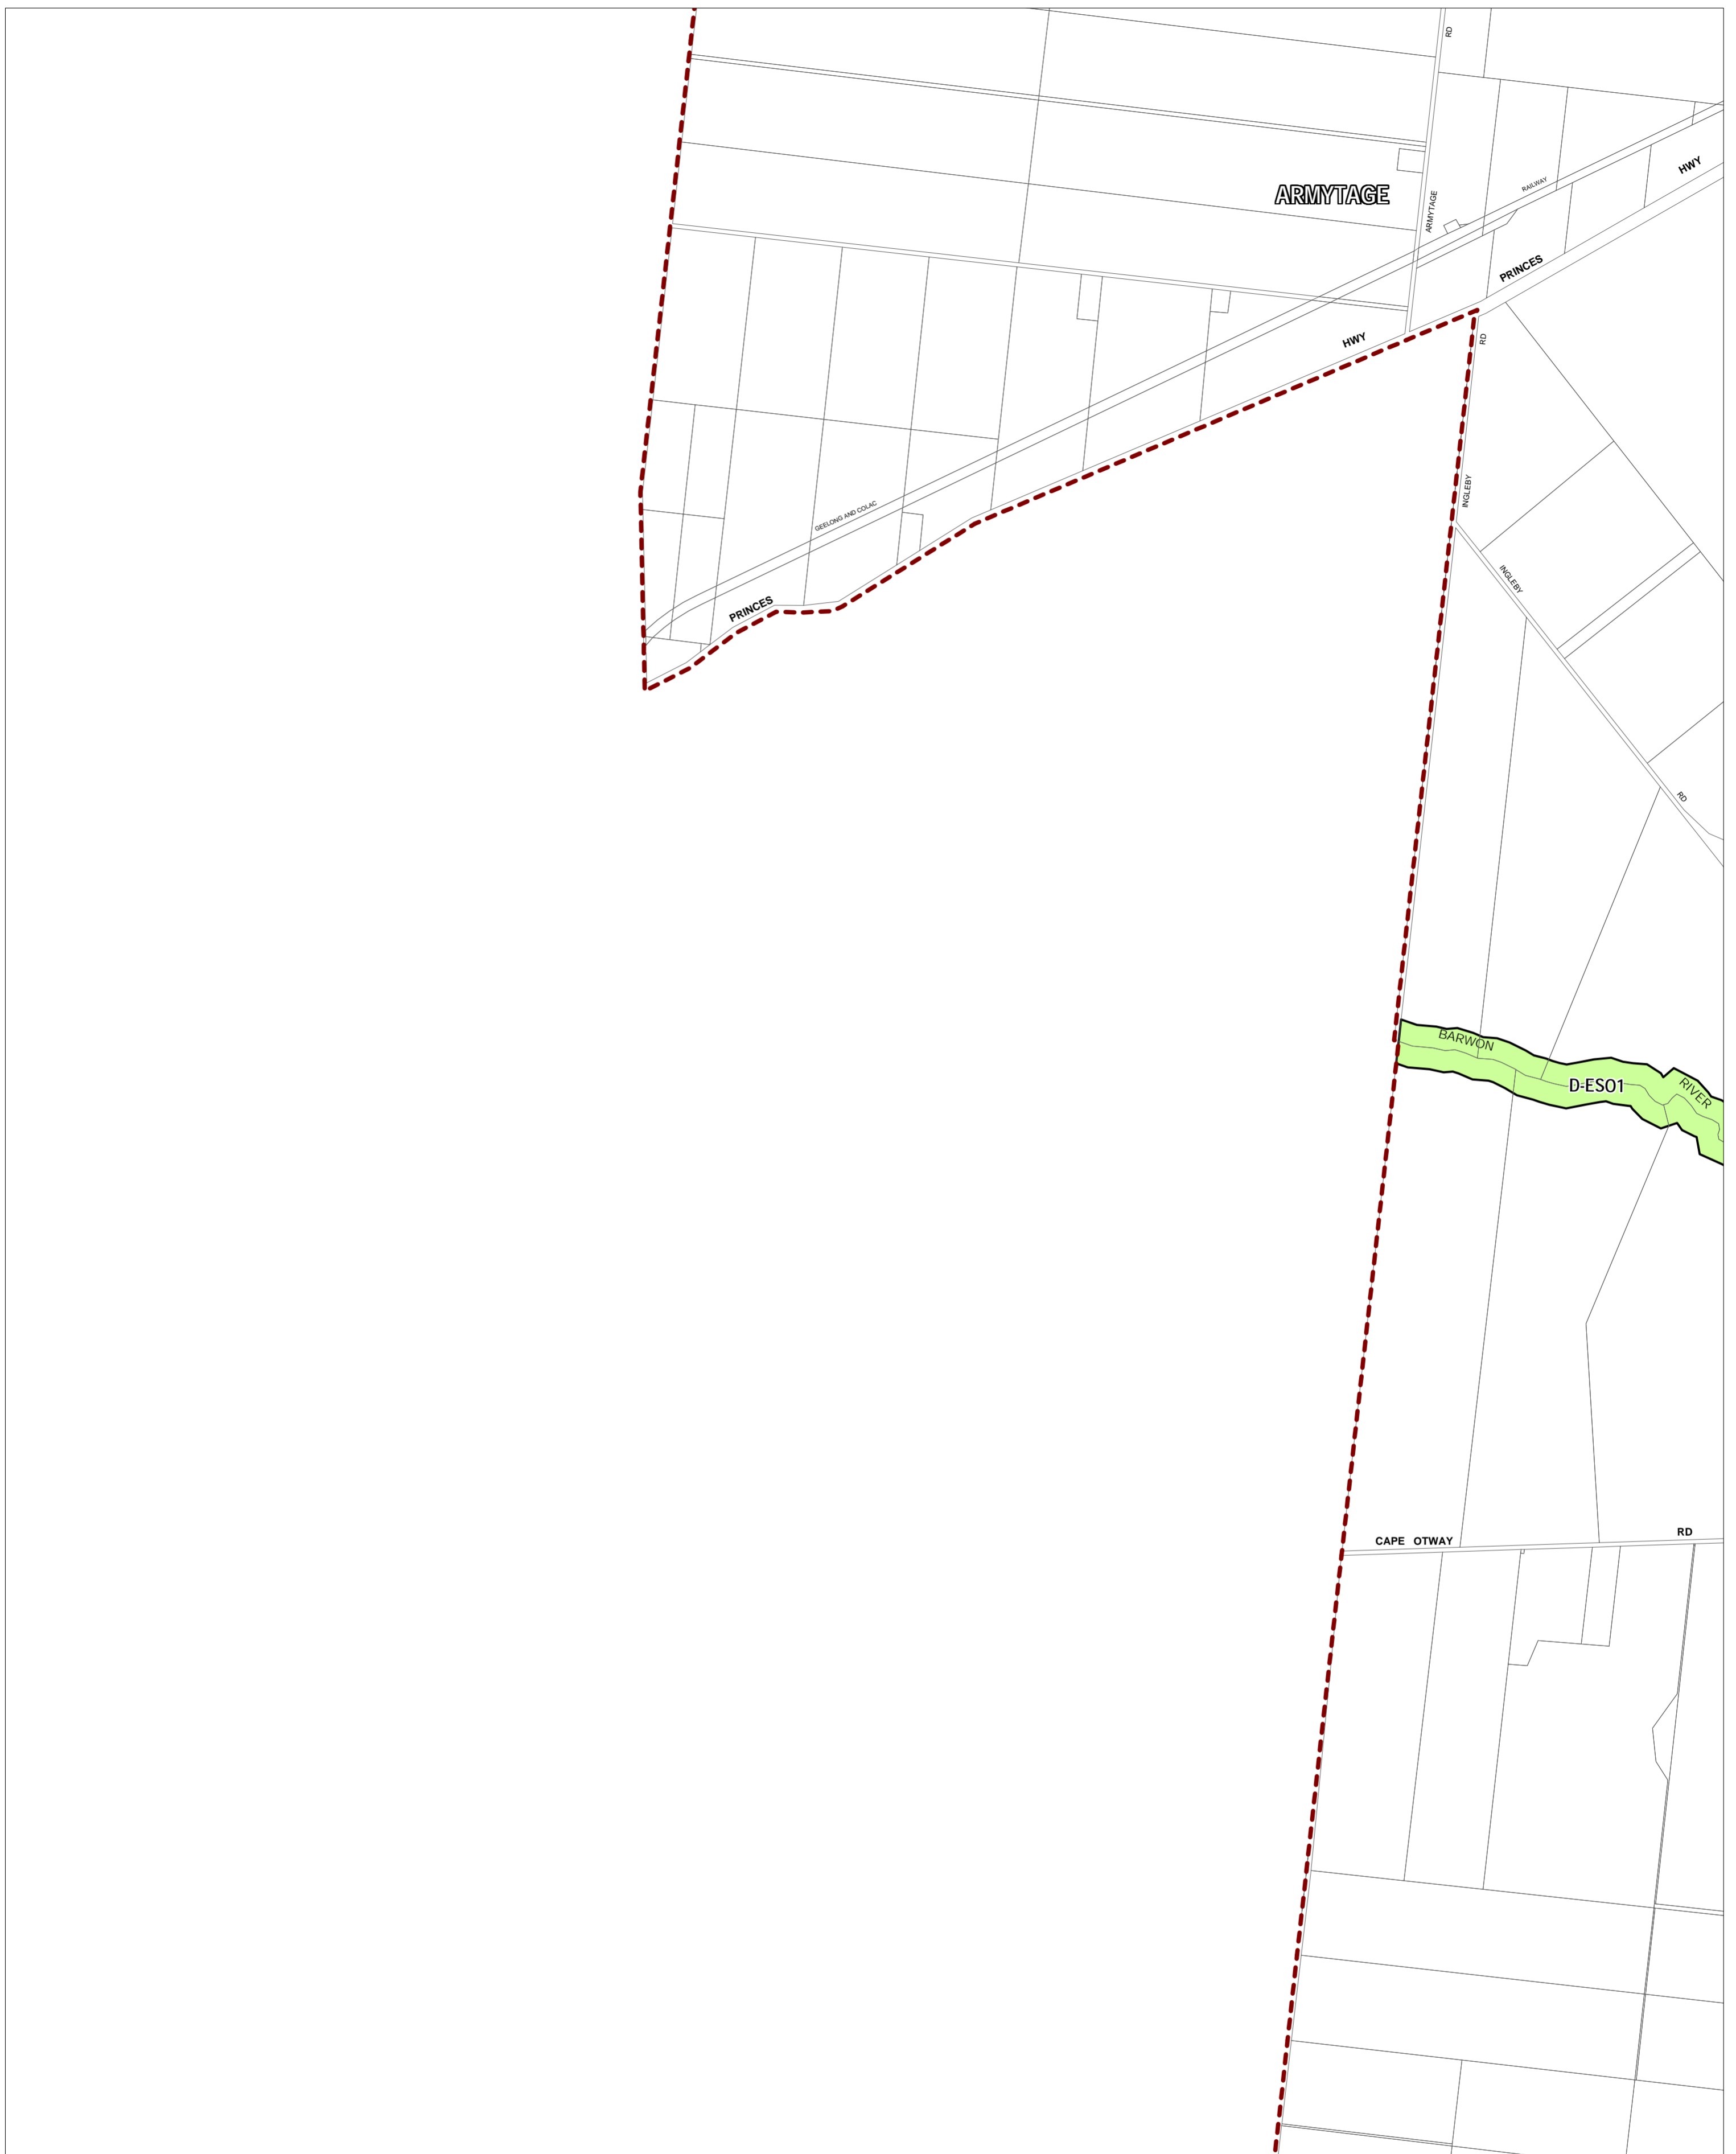 RD
HWY
RAILWAY
ARMYTAGE
ARMYTAGE
PRINCES
HWY
RD
INGLEBY
GEELONG AND COLAC
INGLEBY
PRINCES
RD
BARWON
D-ESO1
RIVER
RD
CAPE OTWAY